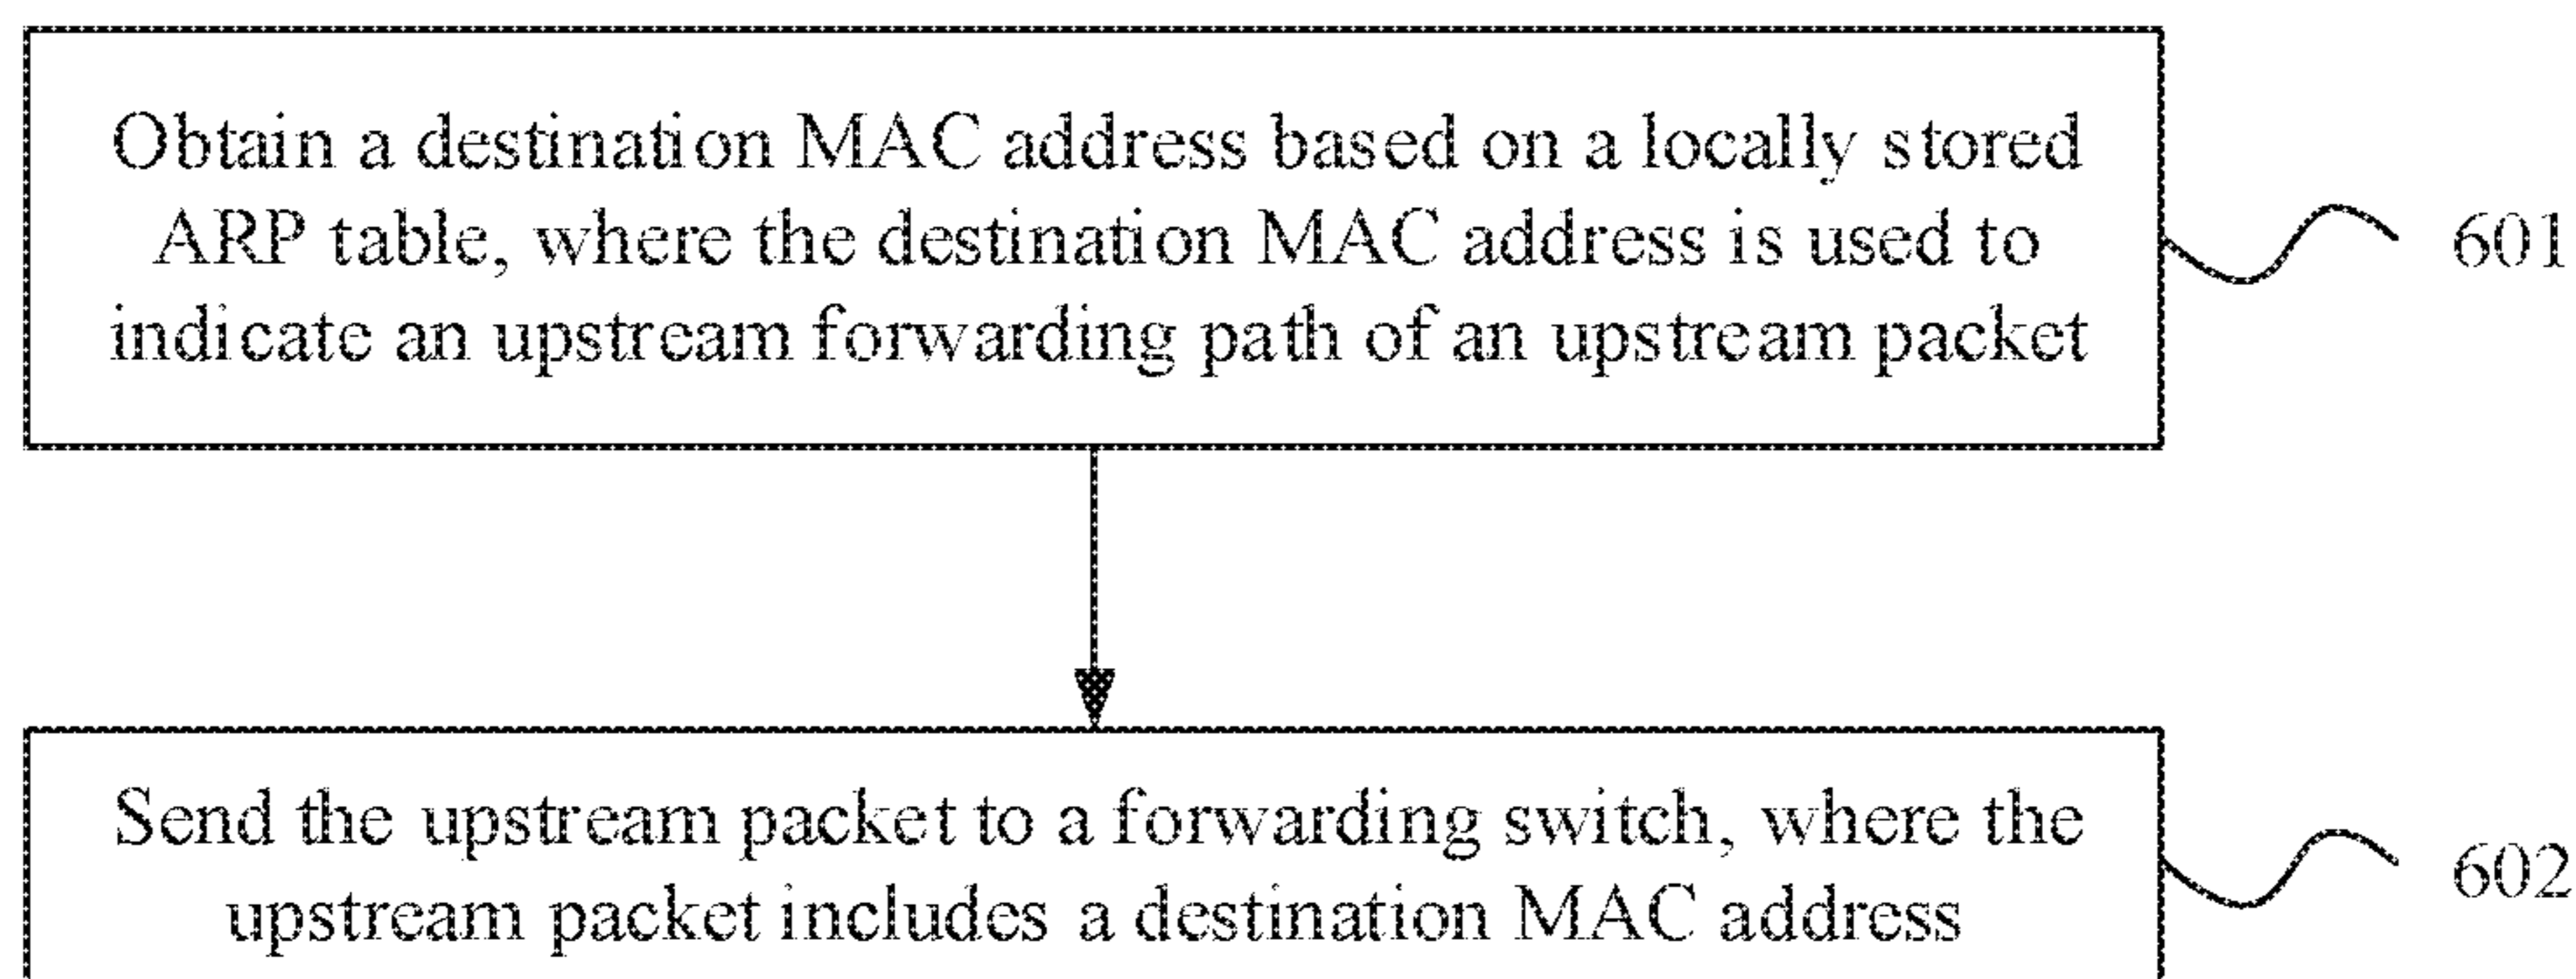 Obtain a destination MAC address based on a locally stored
ARP table, where the destination MAC address is used to
indicate an upstream forwarding path of an upstream packet
601
Send the upstream packet to a forwarding switch, where the
upstream packet includes a destination MAC address
602